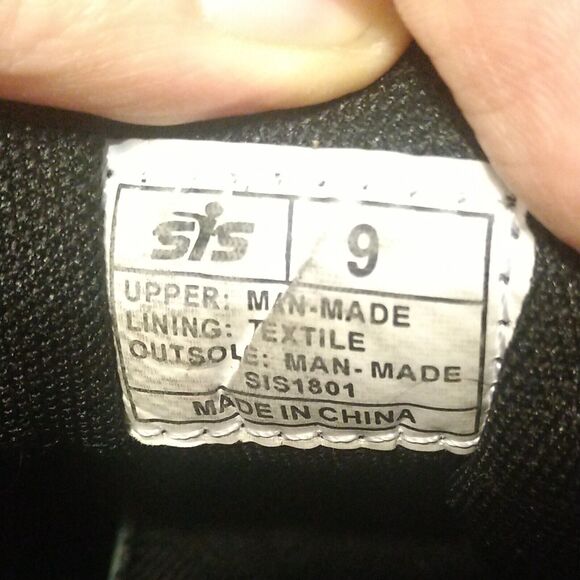 SIS 9
UPPER: MAN-MADE
LINING: TEXTILE
OUTSOLE: MAN-MADE
SIS1801
MADE IN CHINA